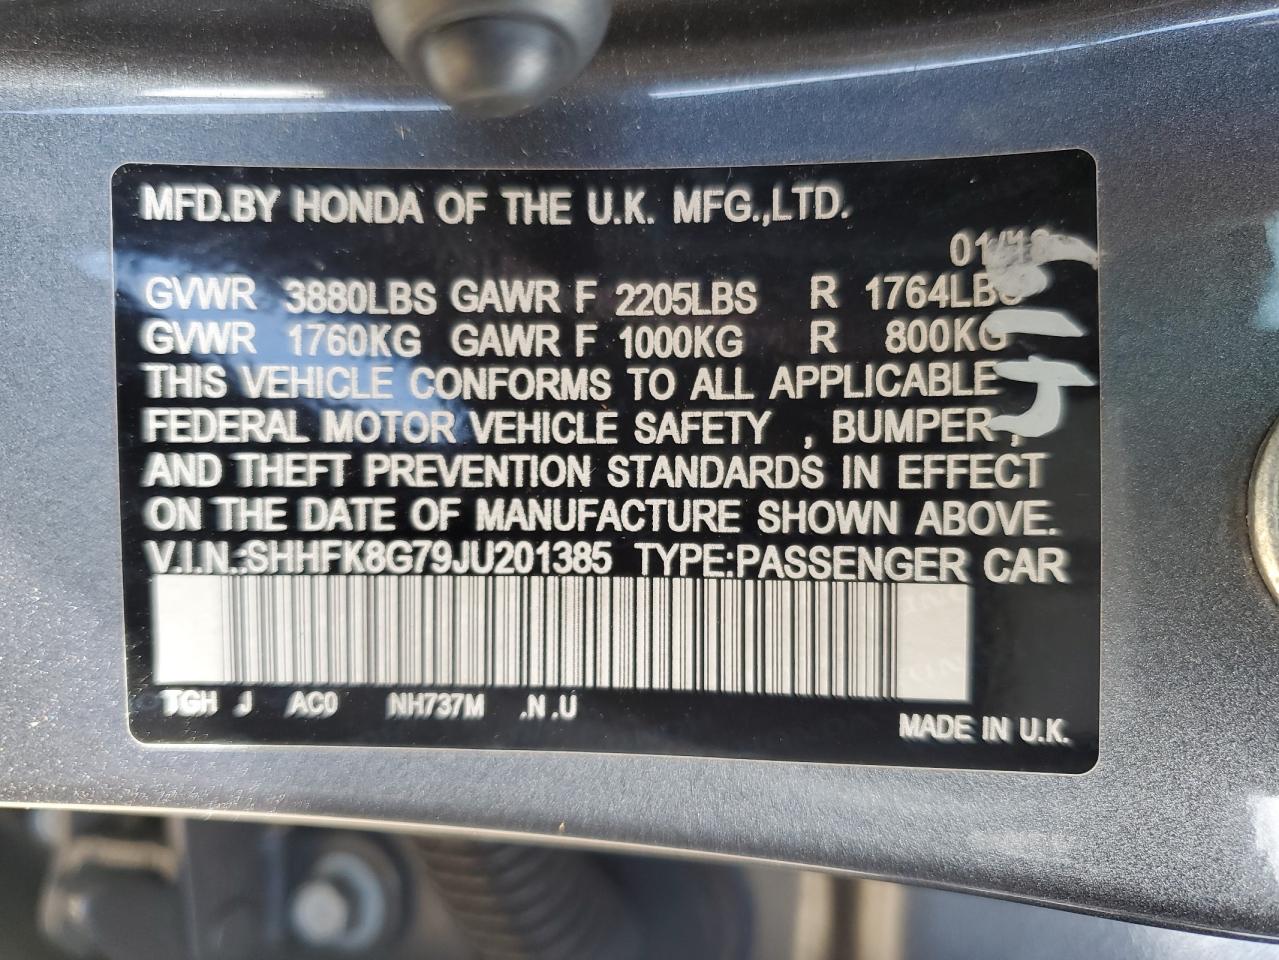 MFD.BY HONDA OF THE U.K. MFG.,LTD.
01/18
GVWR 3880LBS GAWR F 2205LBS R 1764LBS
GVWR 1760KG GAWR F 1000KG R 800KG
THIS VEHICLE CONFORMS TO ALL APPLICABLE
FEDERAL MOTOR VEHICLE SAFETY , BUMPER ,
AND THEFT PREVENTION STANDARDS IN EFFECT
ON THE DATE OF MANUFACTURE SHOWN ABOVE.
V.I.N.:SHHFK8G79JU201385 TYPE:PASSENGER CAR
TGH J AC0 NH737M .N .U
MADE IN U.K.